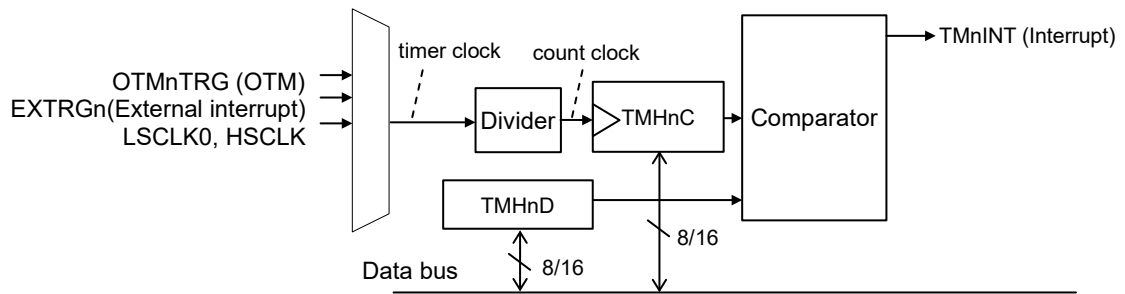 TMnINT (Interrupt)
timer clock
count clock
OTMnTRG (OTM)
EXTRGn(External interrupt)
LSCLK0, HSCLK
Divider
TMHnC
Comparator
TMHnD
8/16
8/16
Data bus